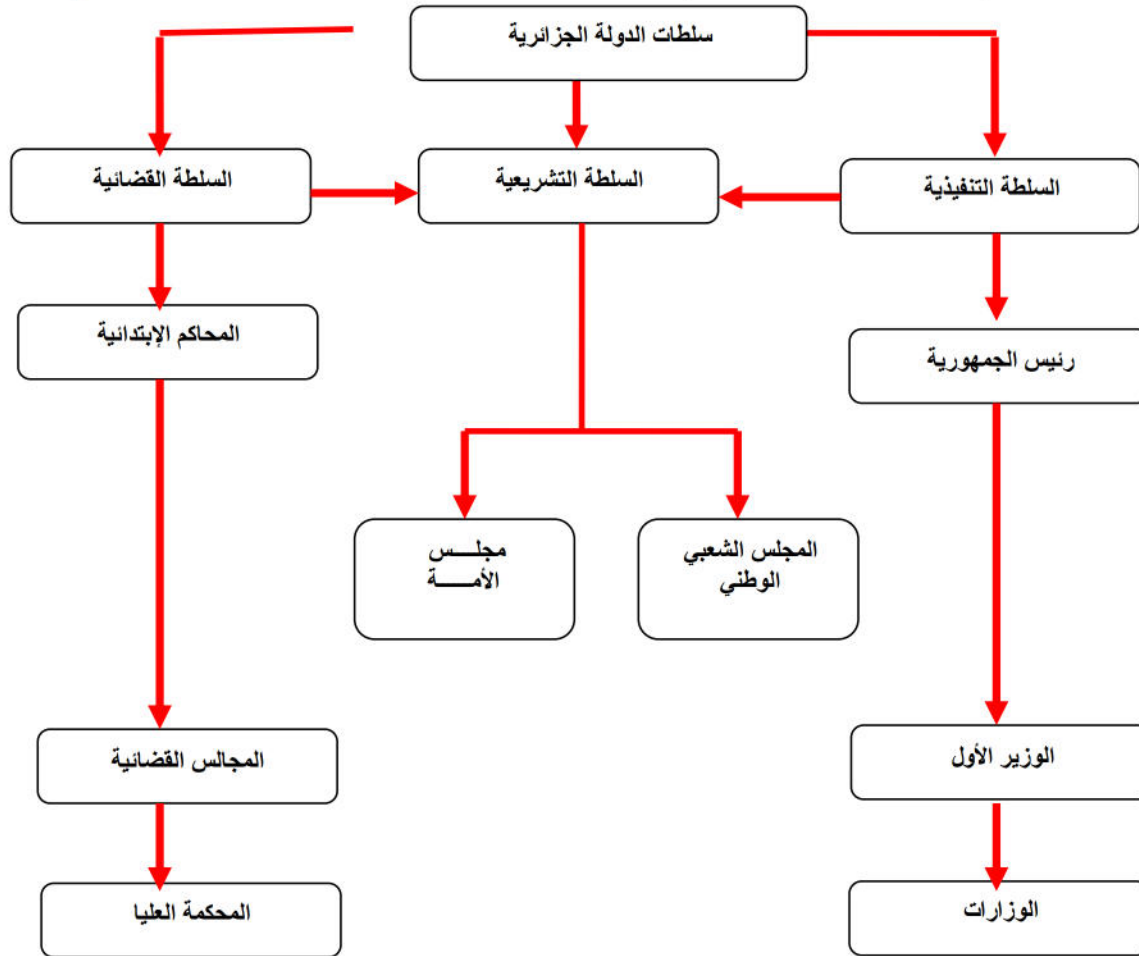 سلطات الدولة الجزائرية
السلطة التنفيذية
السلطة التشريعية
السلطة القضائية
رئيس الجمهورية
المحاكم الإبتدائية
المجلس الشعبي
الوطني
مجلـــس
الأمـــــة
الوزير الأول
المجالس القضائية
الوزارات
المحكمة العليا